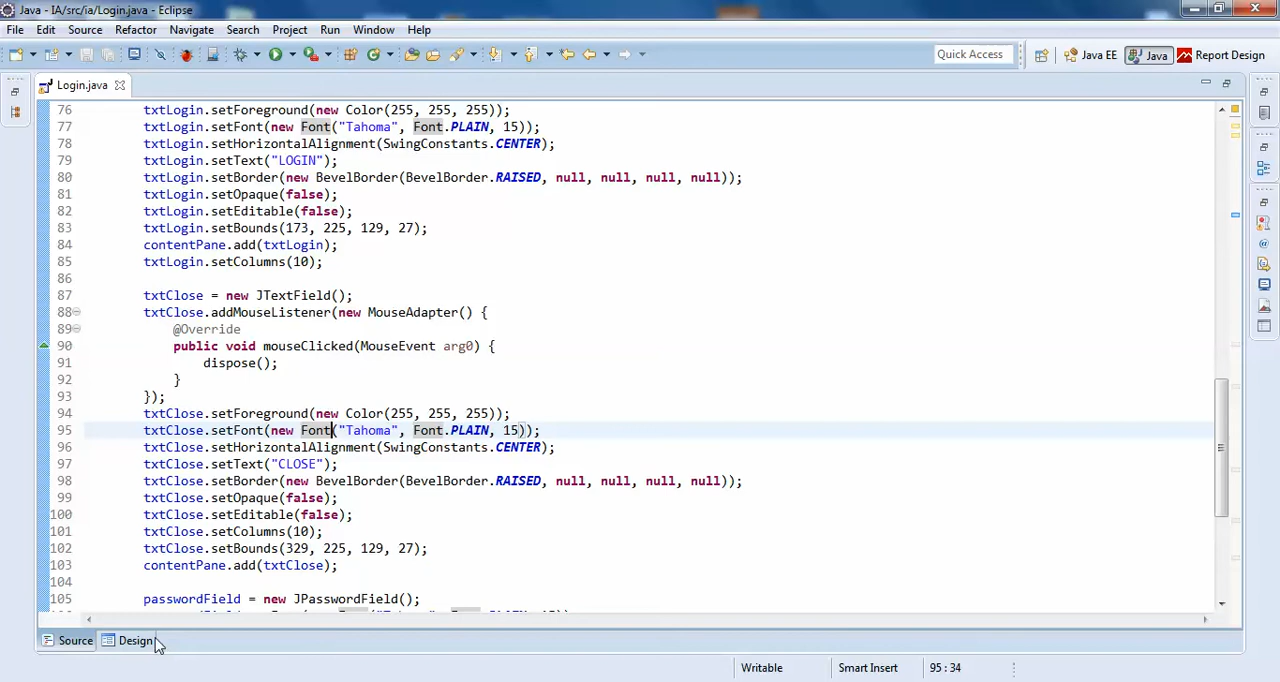 Java - IA/src/ia/Login.java - Eclipse
File Edit Source Refactor Navigate Search Project Run Window Help
Quick Access Java EE Java Report Design
Login.java
76 txtLogin.setForeground(new Color(255, 255, 255));
77 txtLogin.setFont(new Font("Tahoma", Font.PLAIN, 15));
78 txtLogin.setHorizontalAlignment(SwingConstants.CENTER);
79 txtLogin.setText("LOGIN");
80 txtLogin.setBorder(new BevelBorder(BevelBorder.RAISED, null, null, null, null));
81 txtLogin.setOpaque(false);
82 txtLogin.setEditable(false);
83 txtLogin.setBounds(173, 225, 129, 27);
84 contentPane.add(txtLogin);
85 txtLogin.setColumns(10);
86
87 txtClose = new JTextField();
88 txtClose.addMouseListener(new MouseAdapter() {
89 @Override
90 public void mouseClicked(MouseEvent arg0) {
91 dispose();
92 }
93 });
94 txtClose.setForeground(new Color(255, 255, 255));
95 txtClose.setFont(new Font("Tahoma", Font.PLAIN, 15));
96 txtClose.setHorizontalAlignment(SwingConstants.CENTER);
97 txtClose.setText("CLOSE");
98 txtClose.setBorder(new BevelBorder(BevelBorder.RAISED, null, null, null, null));
99 txtClose.setOpaque(false);
100 txtClose.setEditable(false);
101 txtClose.setColumns(10);
102 txtClose.setBounds(329, 225, 129, 27);
103 contentPane.add(txtClose);
104
105 passwordField = new JPasswordField();
Source Design
Writable Smart Insert 95 : 34